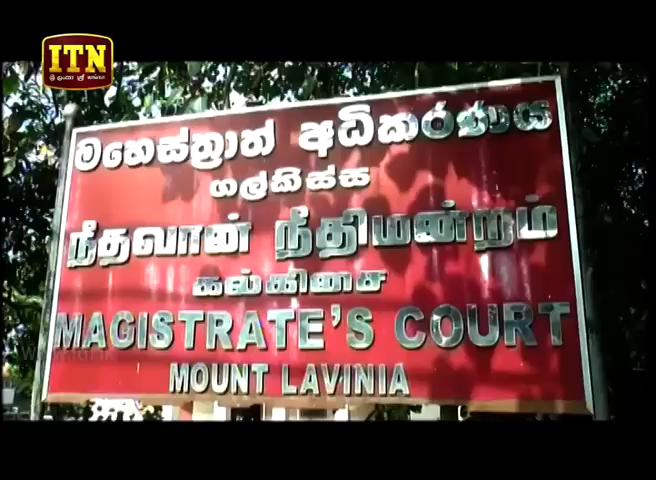 ITN
මහෙස්ත්‍රාත් අධිකරණය
ගල්කිස්ස
நீதவான் நீதிமன்றம்
கல்கிசை
MAGISTRATE'S COURT
MOUNT LAVINIA